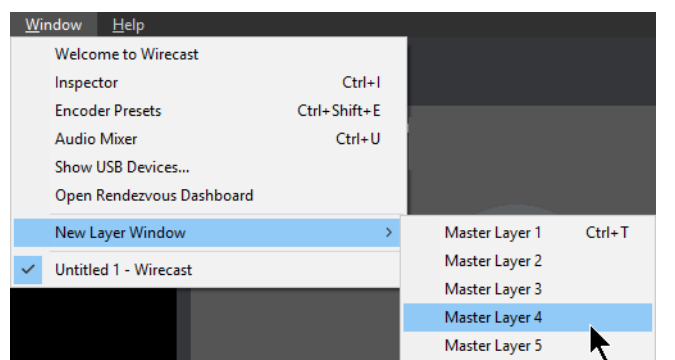 Window Help
Welcome to Wirecast
Inspector Ctrl+I
Encoder Presets Ctrl+Shift+E
Audio Mixer Ctrl+U
Show USB Devices...
Open Rendezvous Dashboard
New Layer Window >
Master Layer 1 Ctrl+T
Untitled 1 - Wirecast
Master Layer 2
Master Layer 3
Master Layer 4
Master Layer 5